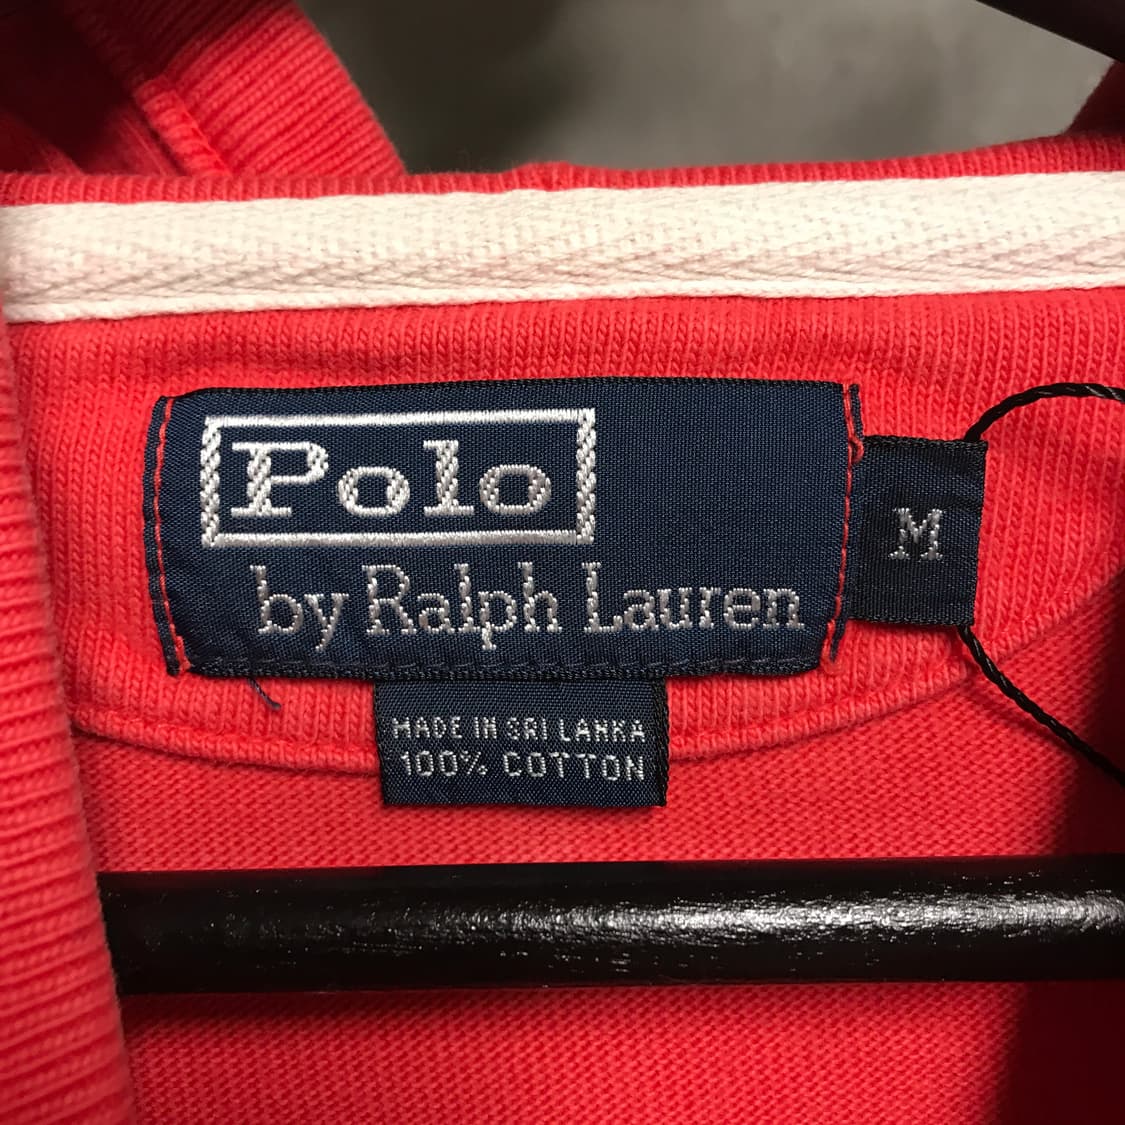 Polo
by Ralph Lauren
M
MADE IN SRI LANKA
100% COTTON